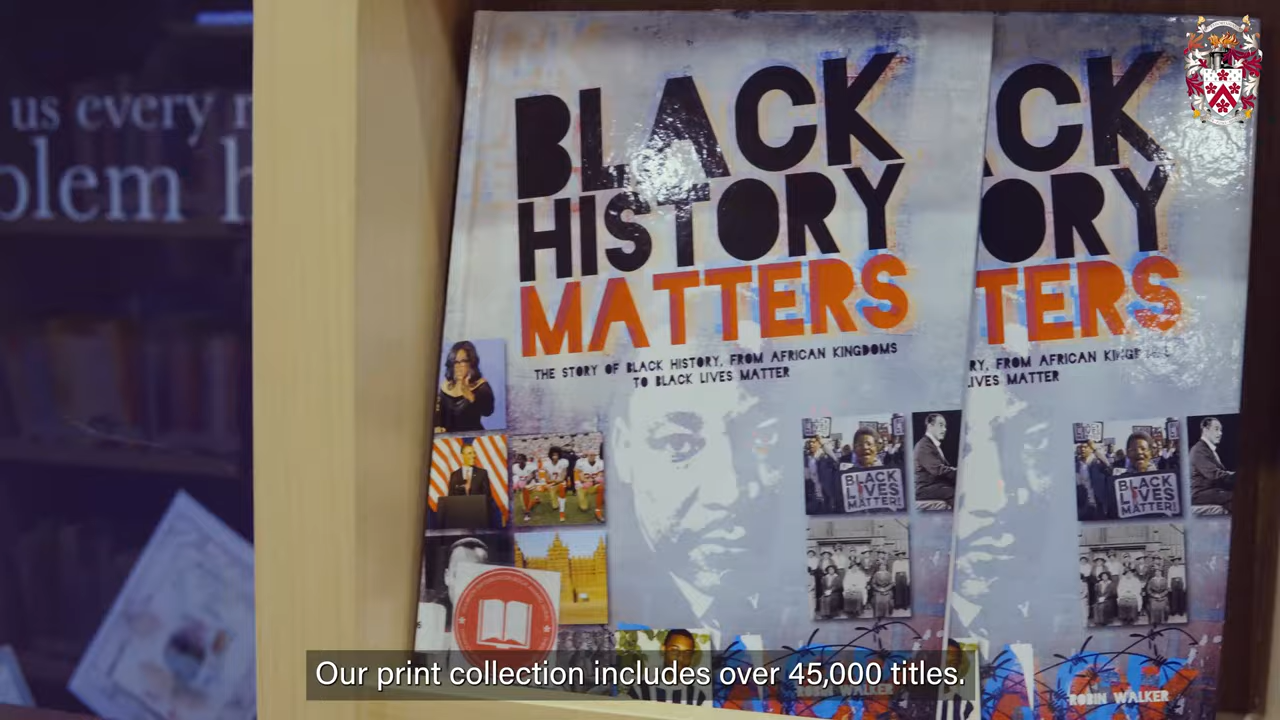 us every
blem h
BLACK
HISTORY
MATTERS
THE STORY OF BLACK HISTORY, FROM AFRICAN KINGDOMS
TO BLACK LIVES MATTER
BLACK
LIVES
MATTER!
ROBIN WALKER
ACK
ORY
TERS
RY, FROM AFRICAN
LIVES MATTER
BLACK
LIVES
MATTER!
ROBIN WALKER
Our print collection includes over 45,000 titles.